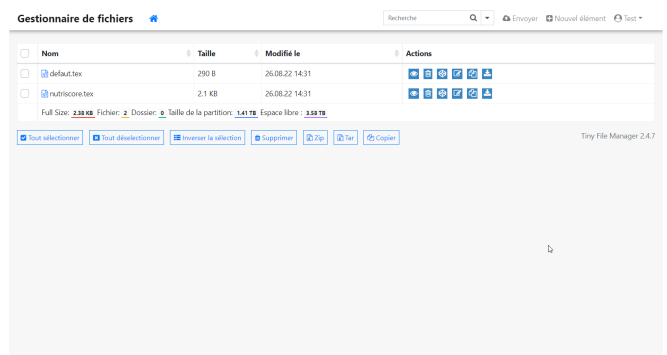 Gestionnaire de fichiers Recherche Envoyer Nouvel élément Test
Nom Taille Modifié le Actions
defaut.tex 290 B 26.08.22 14:31
nutriscore.tex 2.1 KB 26.08.22 14:31
Full Size: 2.38 KB Fichier: 2 Dossier: 0 Taille de la partition: 1.41 TB Espace libre : 3.58 TB
Tout sélectionner Tout déselectionner Inverser la sélection Supprimer Zip Tar Copier Tiny File Manager 2.4.7